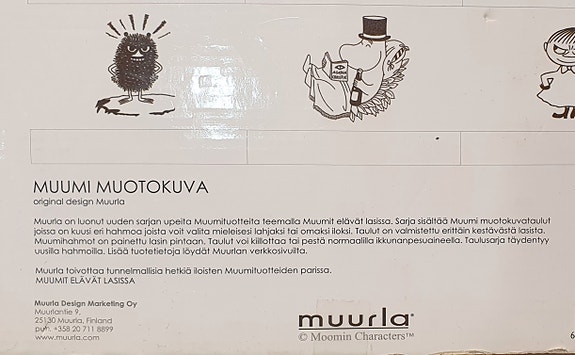 MUUMI MUOTOKUVA
original design Muurla
Muurla on luonut uuden sarjan upeita Muumituotteita teemalla Muumit elävät lasissa. Sarja sisältää Muumi muotokuvataulut
joissa on kuusi eri hahmoa joista voit valita mieleisesi lahjaksi tai omaksi iloksi. Taulut on valmistettu erittäin kestävästä lasista.
Muumihahmot on painettu lasin pintaan. Taulut voi kiillottaa tai pestä normaalilla ikkunanpesuaineella. Taulusarja täydentyy
uusilla hahmoilla. Lisää tuotetietoja löydät Muurlan verkkosivuilta.
Muurla toivottaa tunnelmallisia hetkiä iloisten Muumituotteiden parissa.
MUUMIT ELÄVÄT LASISSA
Muurla Design Marketing Oy
Muurlantie 9,
25130 Muurla, Finland
puh. +358 20 711 8899
www.muurla.com
muurla®
© Moomin Characters™
6